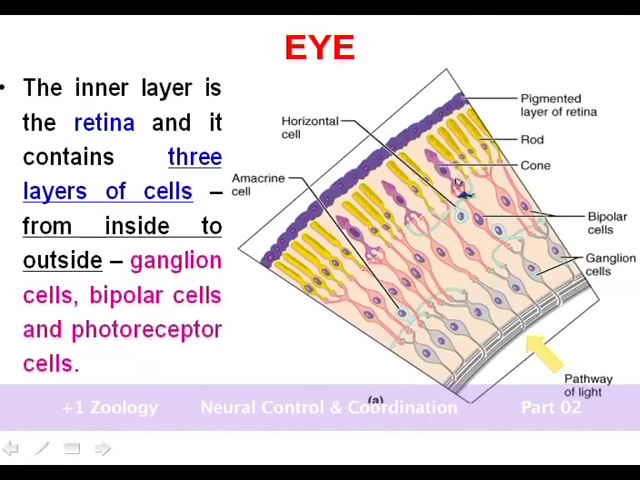 EYE
• The inner layer is
the retina and it
contains three
layers of cells –
from inside to
outside – ganglion
cells, bipolar cells
and photoreceptor
cells.
Pigmented
layer of retina
Horizontal
cell
Rod
Cone
Amacrine
cell
Bipolar
cells
Ganglion
cells
Pathway
of light
(a)
+1 Zoology Neural Control & Coordination Part 02